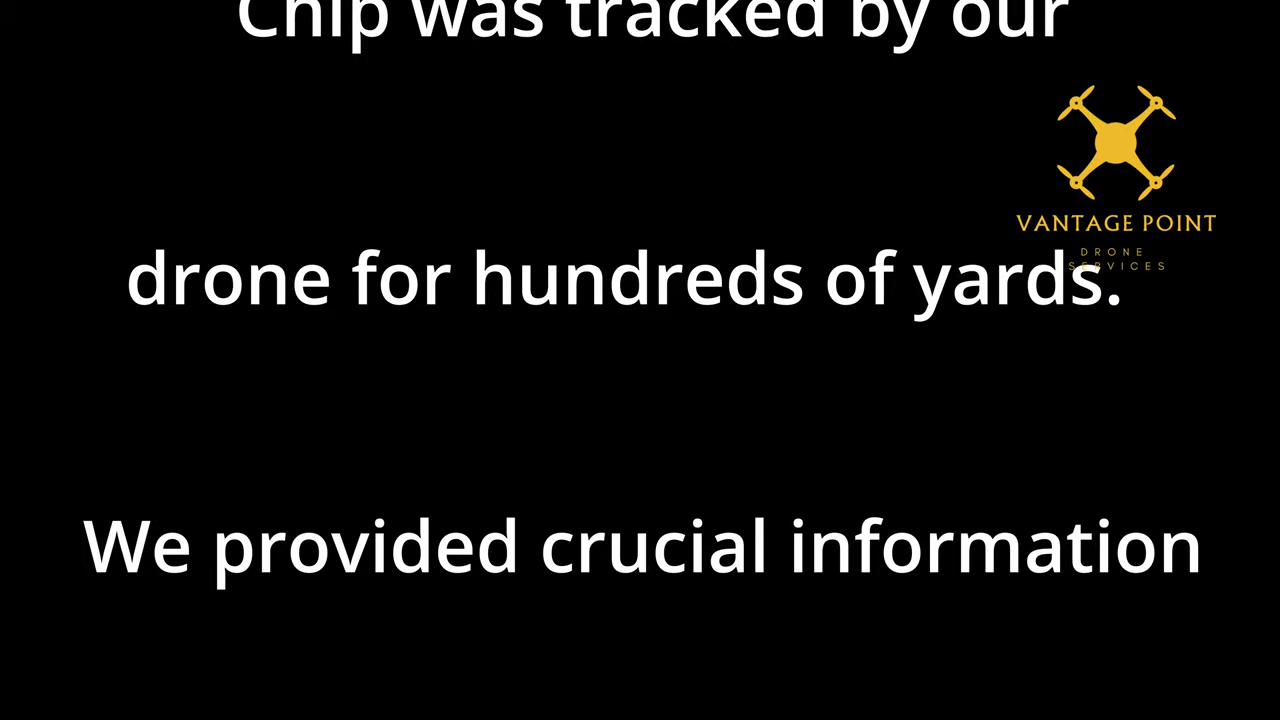 Chip was tracked by our
VANTAGE POINT
DRONE
SERVICES
drone for hundreds of yards.
We provided crucial information